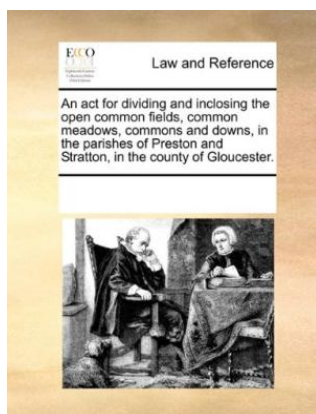 ECCO
Law and Reference
An act for dividing and inclosing the
open common fields, common
meadows, commons and downs, in
the parishes of Preston and
Stratton, in the county of Gloucester.